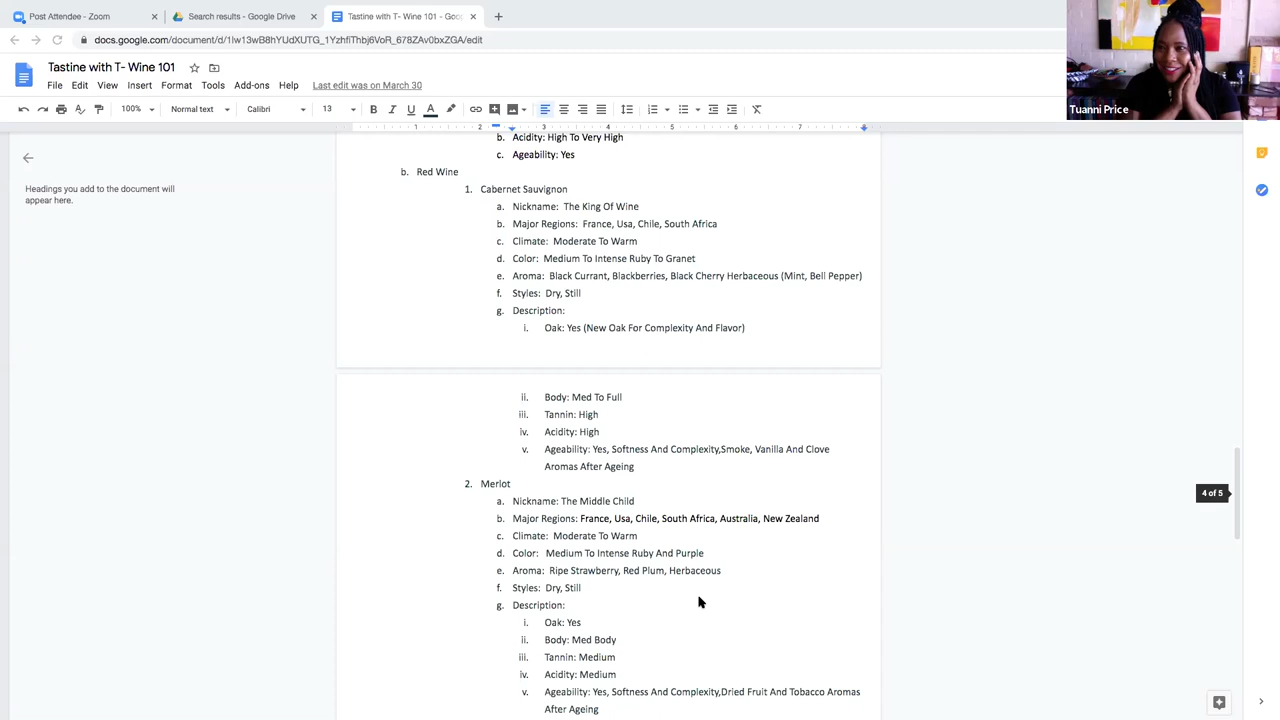 Post Attendee - Zoom
Search results - Google Drive
Tastine with T- Wine 101 - Goo
docs.google.com/document/d/1lw13wB8hYUdXUTG_1YzhfiThbj6VoR_678ZAv0bxZGA/edit
Tastine with T- Wine 101
File Edit View Insert Format Tools Add-ons Help Last edit was on March 30
100% Normal text Calibri 13 B I U A
Tuanni Price
1 2 3 4 5 6 7
Headings you add to the document will
appear here.
b. Acidity: High To Very High
c. Ageability: Yes
b. Red Wine
1. Cabernet Sauvignon
a. Nickname: The King Of Wine
b. Major Regions: France, Usa, Chile, South Africa
c. Climate: Moderate To Warm
d. Color: Medium To Intense Ruby To Granet
e. Aroma: Black Currant, Blackberries, Black Cherry Herbaceous (Mint, Bell Pepper)
f. Styles: Dry, Still
g. Description:
i. Oak: Yes (New Oak For Complexity And Flavor)
ii. Body: Med To Full
iii. Tannin: High
iv. Acidity: High
v. Ageability: Yes, Softness And Complexity,Smoke, Vanilla And Clove
Aromas After Ageing
2. Merlot
a. Nickname: The Middle Child
b. Major Regions: France, Usa, Chile, South Africa, Australia, New Zealand
c. Climate: Moderate To Warm
d. Color: Medium To Intense Ruby And Purple
e. Aroma: Ripe Strawberry, Red Plum, Herbaceous
f. Styles: Dry, Still
g. Description:
i. Oak: Yes
ii. Body: Med Body
iii. Tannin: Medium
iv. Acidity: Medium
v. Ageability: Yes, Softness And Complexity,Dried Fruit And Tobacco Aromas
After Ageing
4 of 5